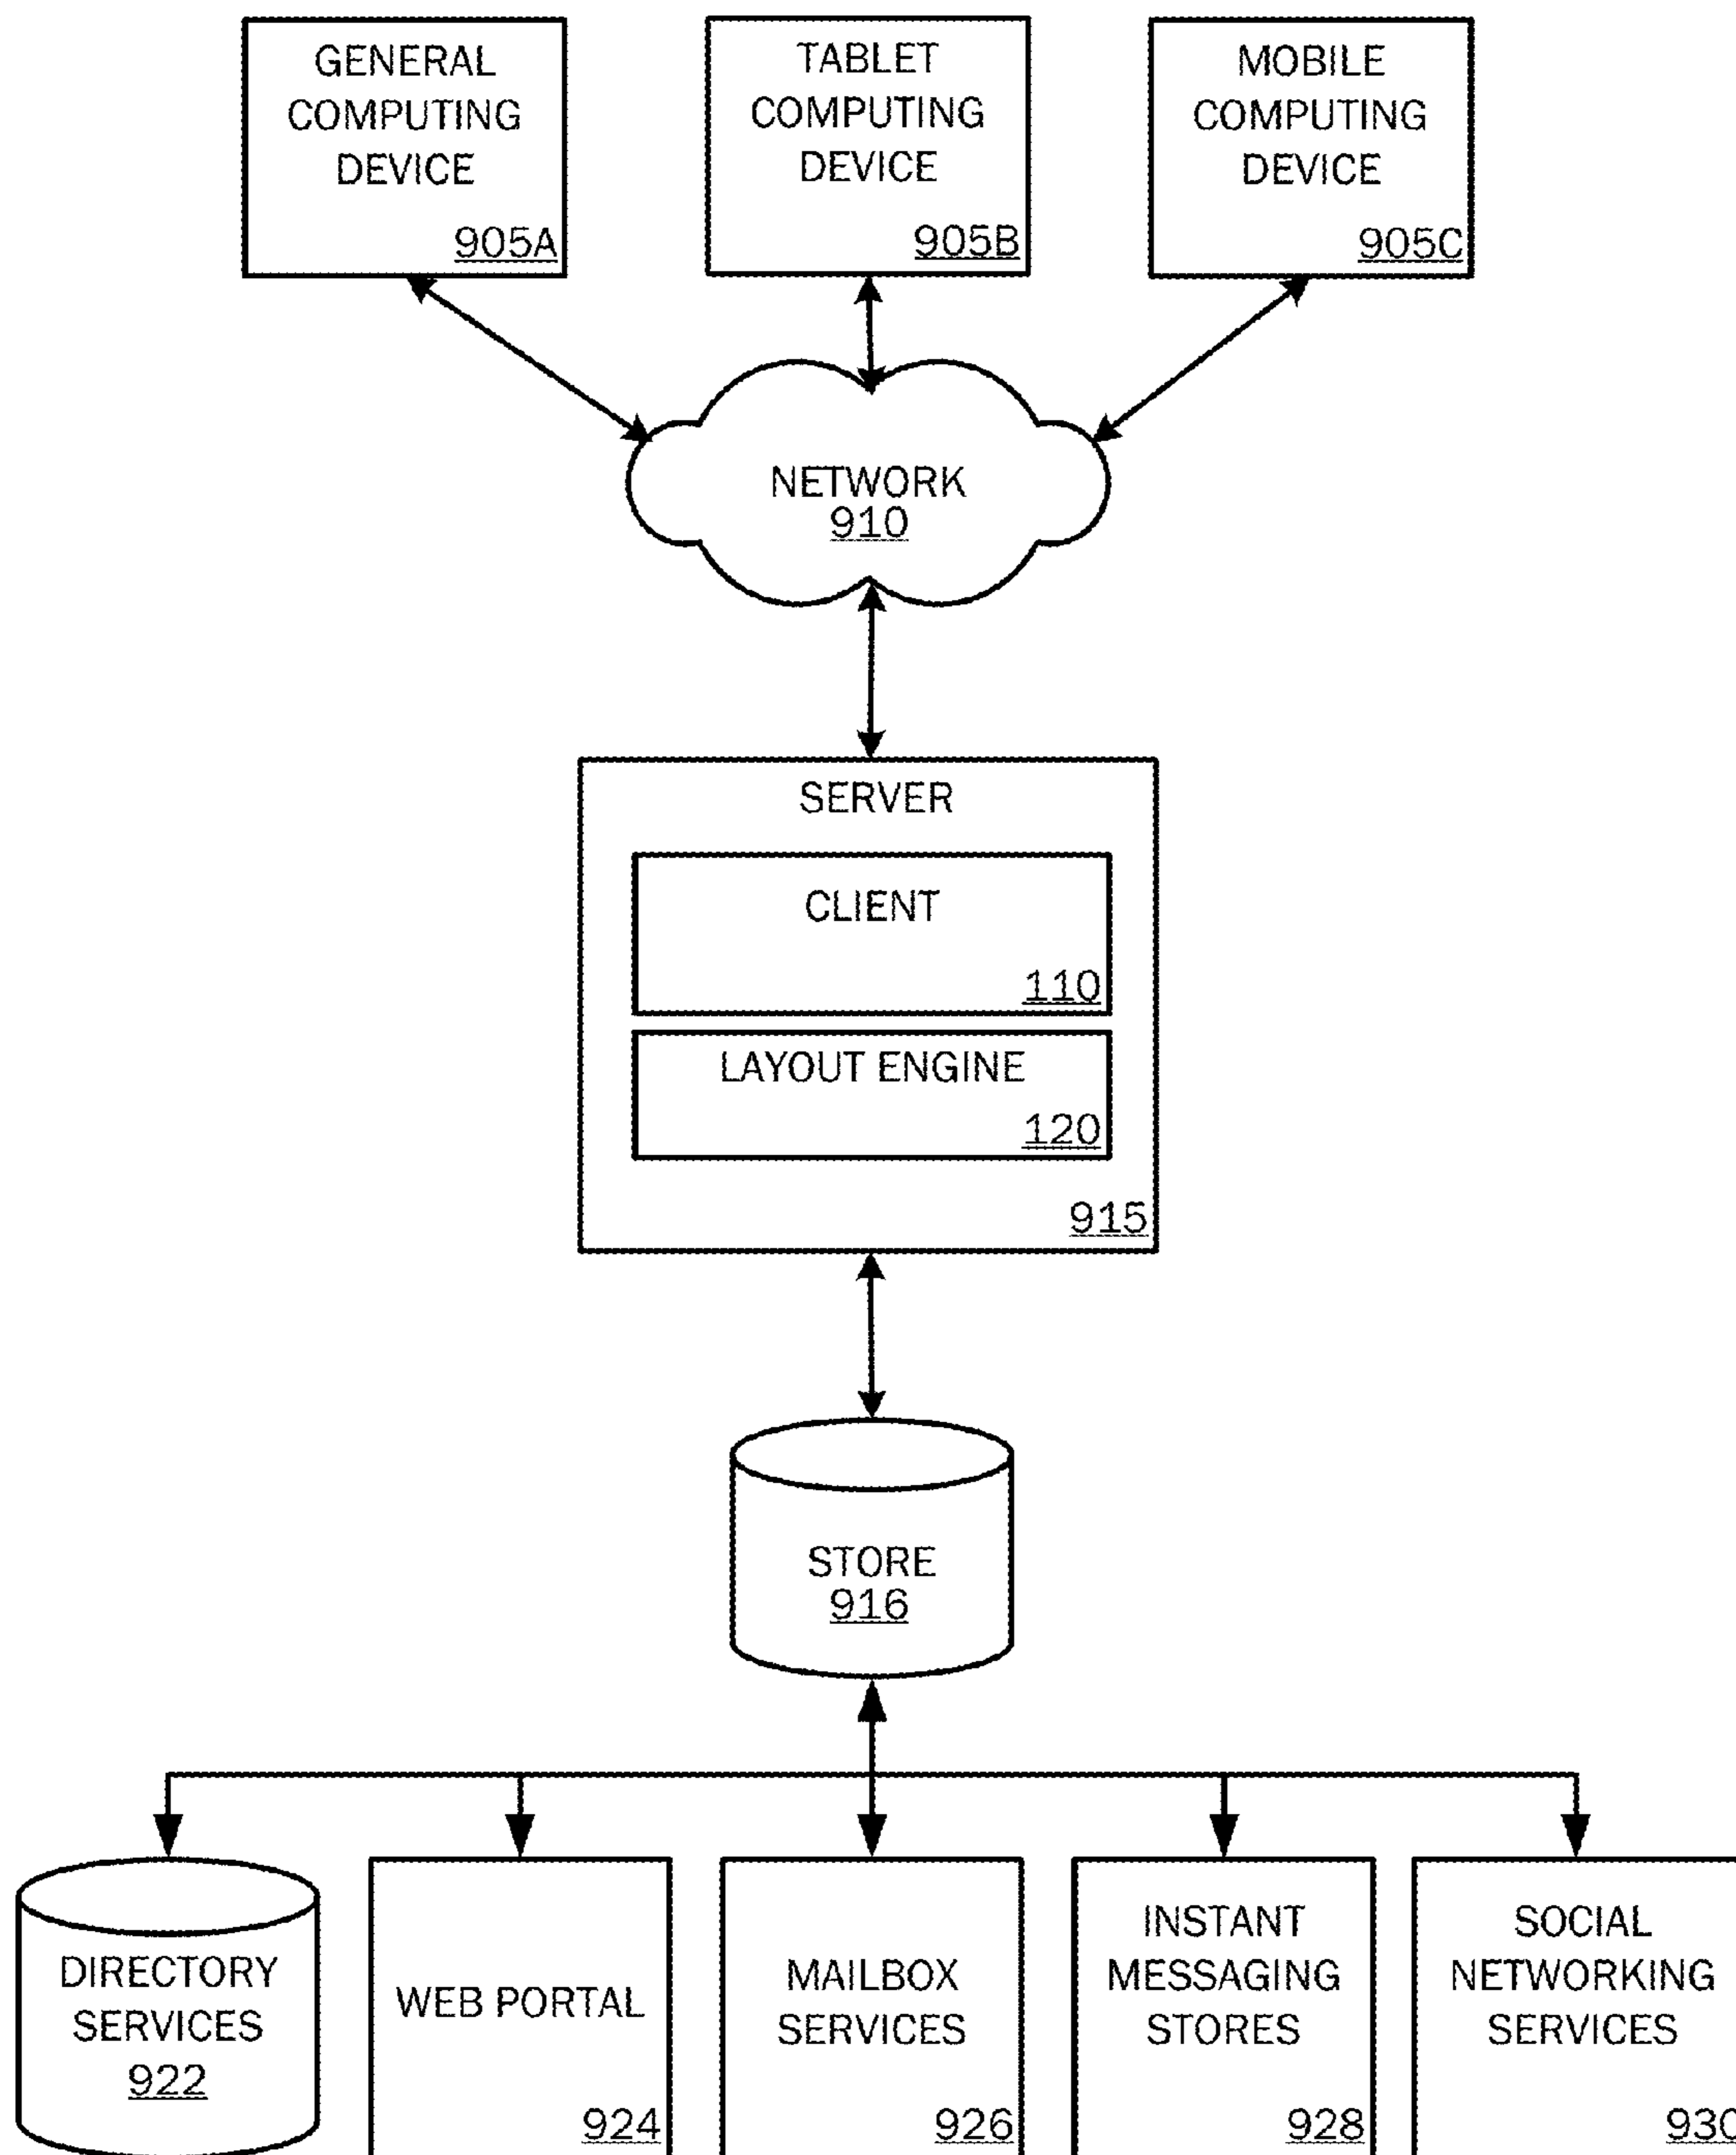 GENERAL
COMPUTING
DEVICE
905A
TABLET
COMPUTING
DEVICE
905B
MOBILE
COMPUTING
DEVICE
905C
NETWORK
910
SERVER
CLIENT
110
LAYOUT ENGINE
120
915
STORE
916
DIRECTORY
SERVICES
922
WEB PORTAL
924
MAILBOX
SERVICES
926
INSTANT
MESSAGING
STORES
928
SOCIAL
NETWORKING
SERVICES
930